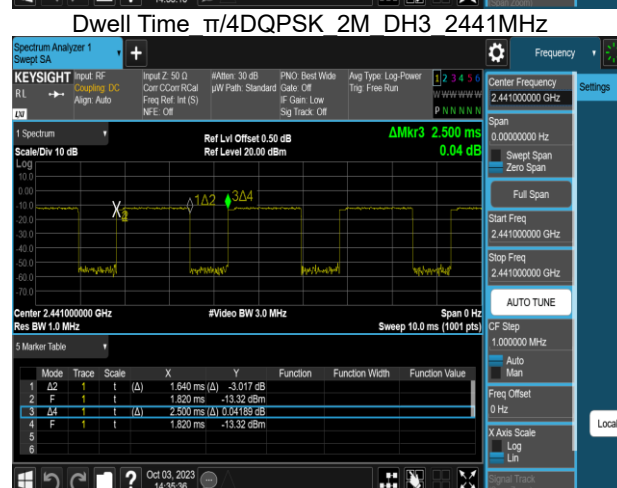 (Span Zoom)
Dwell Time_π/4DQPSK_2M_DH3_2441MHz
Spectrum Analyzer 1
Swept SA
Frequency
KEYSIGHT
RL
LXI
Input: RF
Coupling: DC
Align: Auto
Input Z: 50 Ω
Corr CCorr RCal
Freq Ref: Int (S)
NFE: Off
#Atten: 30 dB
µW Path: Standard
PNO: Best Wide
Gate: Off
IF Gain: Low
Sig Track: Off
Avg Type: Log-Power
Trig: Free Run
1 2 3 4 5 6
W W W W W W
P N N N N N
1 Spectrum
Scale/Div 10 dB
Ref Lvl Offset 0.50 dB
Ref Level 20.00 dBm
ΔMkr3 2.500 ms
0.04 dB
Log
10.0
0.00
-10.0
-20.0
-30.0
-40.0
-50.0
-60.0
-70.0
X
1Δ2
3Δ4
Center 2.441000000 GHz
Res BW 1.0 MHz
#Video BW 3.0 MHz
Span 0 Hz
Sweep 10.0 ms (1001 pts)
5 Marker Table
Mode Trace Scale X Y Function Function Width Function Value
1 Δ2 1 t (Δ) 1.640 ms (Δ) -3.017 dB
2 F 1 t 1.820 ms -13.32 dBm
3 Δ4 1 t (Δ) 2.500 ms (Δ) 0.04189 dB
4 F 1 t 1.820 ms -13.32 dBm
5
6
Oct 03, 2023
14:35:36
Center Frequency
2.441000000 GHz
Settings
Span
0.00000000 Hz
Swept Span
Zero Span
Full Span
Start Freq
2.441000000 GHz
Stop Freq
2.441000000 GHz
AUTO TUNE
CF Step
1.000000 MHz
Auto
Man
Freq Offset
0 Hz
X Axis Scale
Log
Lin
Local
Signal Track